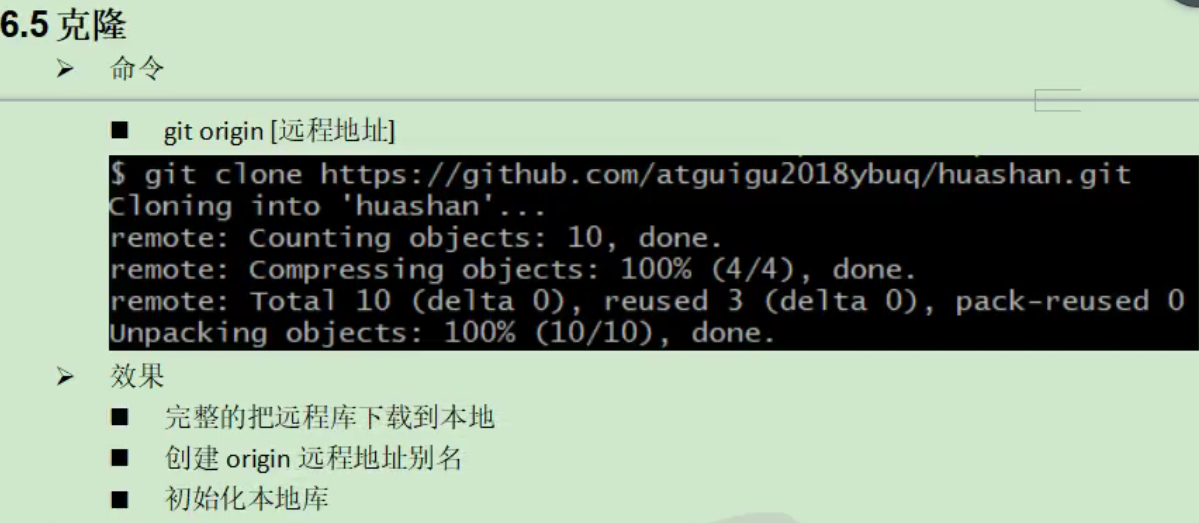 6.5 克隆
➢ 命令
■ git origin [远程地址]
$ git clone https://github.com/atguigu2018ybuq/huashan.git
Cloning into 'huashan'...
remote: Counting objects: 10, done.
remote: Compressing objects: 100% (4/4), done.
remote: Total 10 (delta 0), reused 3 (delta 0), pack-reused 0
Unpacking objects: 100% (10/10), done.
➢ 效果
■ 完整的把远程库下载到本地
■ 创建 origin 远程地址别名
■ 初始化本地库